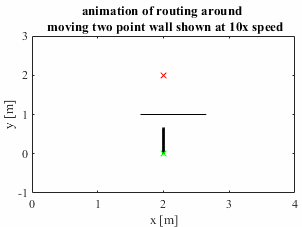 animation of routing around
moving two point wall shown at 10x speed
3
2
1
0
-1
y [m]
0 1 2 3 4
x [m]